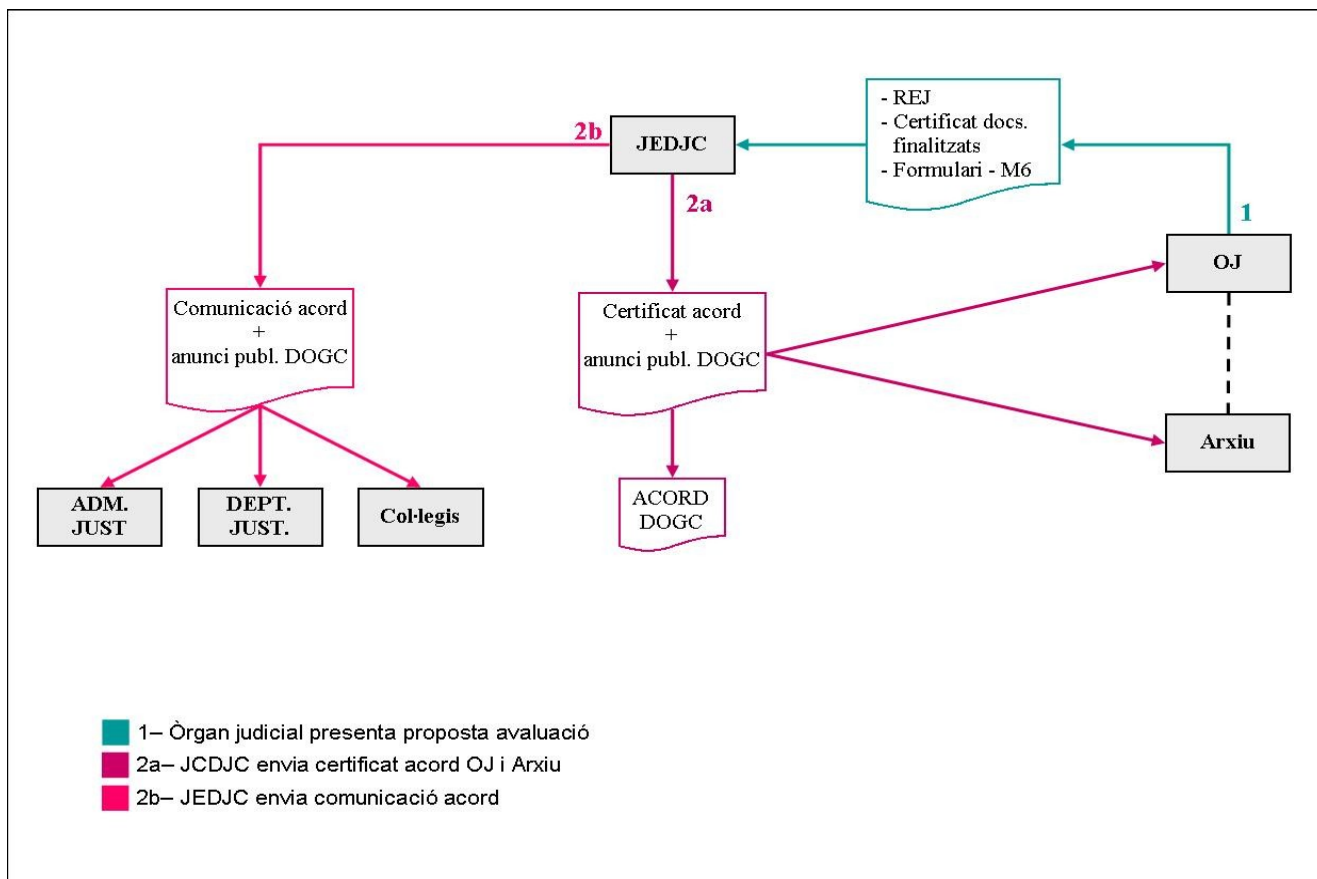 - REJ
- Certificat docs.
finalitzats
- Formulari - M6
2b
JEDJC
2a
1
OJ
Comunicació acord
+
anunci publ. DOGC
Certificat acord
+
anunci publ. DOGC
Arxiu
ADM.
JUST
DEPT.
JUST.
Col·legis
ACORD
DOGC
1– Òrgan judicial presenta proposta avaluació
2a– JCDJC envia certificat acord OJ i Arxiu
2b– JEDJC envia comunicació acord